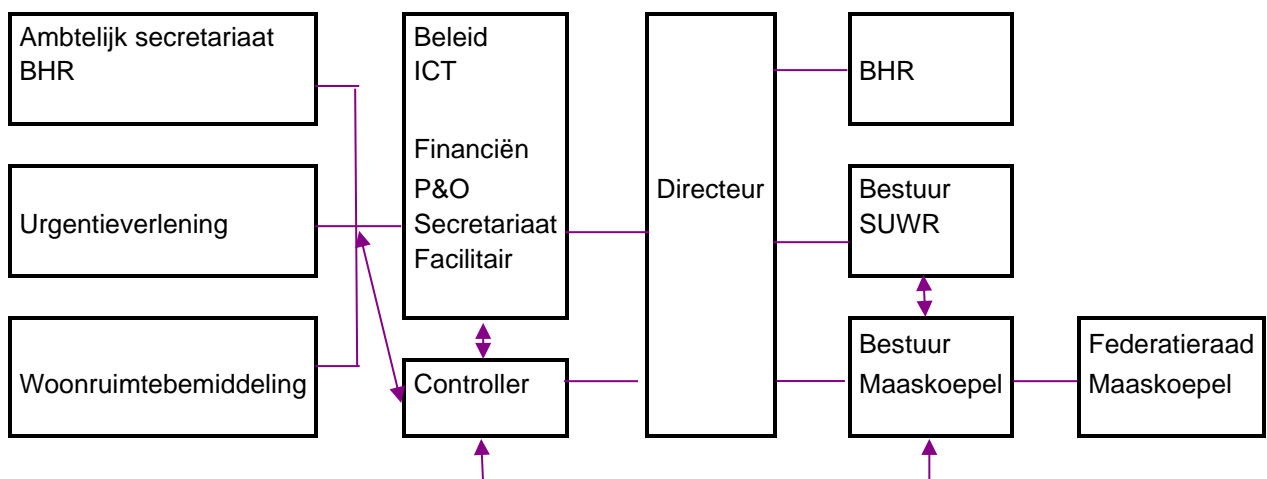 Ambtelijk secretariaat
BHR
Urgentieverlening
Woonruimtebemiddeling
Beleid
ICT
Financiën
P&O
Secretariaat
Facilitair
Controller
Directeur
BHR
Bestuur
SUWR
Bestuur
Maaskoepel
Federatieraad
Maaskoepel